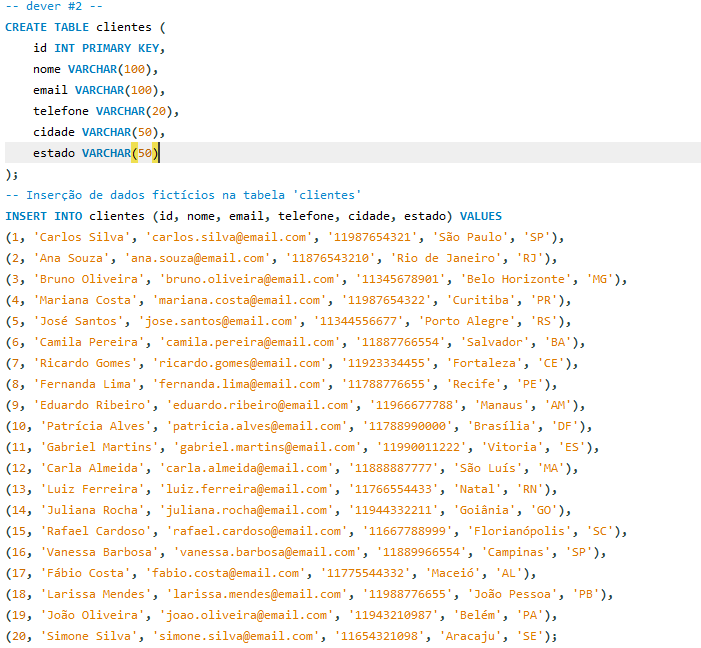 -- dever #2 --
CREATE TABLE clientes (
    id INT PRIMARY KEY,
    nome VARCHAR(100),
    email VARCHAR(100),
    telefone VARCHAR(20),
    cidade VARCHAR(50),
    estado VARCHAR(50)
);
-- Inserção de dados fictícios na tabela 'clientes'
INSERT INTO clientes (id, nome, email, telefone, cidade, estado) VALUES
(1, 'Carlos Silva', 'carlos.silva@email.com', '11987654321', 'São Paulo', 'SP'),
(2, 'Ana Souza', 'ana.souza@email.com', '11876543210', 'Rio de Janeiro', 'RJ'),
(3, 'Bruno Oliveira', 'bruno.oliveira@email.com', '11345678901', 'Belo Horizonte', 'MG'),
(4, 'Mariana Costa', 'mariana.costa@email.com', '11987654322', 'Curitiba', 'PR'),
(5, 'José Santos', 'jose.santos@email.com', '11344556677', 'Porto Alegre', 'RS'),
(6, 'Camila Pereira', 'camila.pereira@email.com', '11887766554', 'Salvador', 'BA'),
(7, 'Ricardo Gomes', 'ricardo.gomes@email.com', '11923334455', 'Fortaleza', 'CE'),
(8, 'Fernanda Lima', 'fernanda.lima@email.com', '11788776655', 'Recife', 'PE'),
(9, 'Eduardo Ribeiro', 'eduardo.ribeiro@email.com', '11966677788', 'Manaus', 'AM'),
(10, 'Patrícia Alves', 'patricia.alves@email.com', '11788990000', 'Brasília', 'DF'),
(11, 'Gabriel Martins', 'gabriel.martins@email.com', '11990011222', 'Vitoria', 'ES'),
(12, 'Carla Almeida', 'carla.almeida@email.com', '11888887777', 'São Luís', 'MA'),
(13, 'Luiz Ferreira', 'luiz.ferreira@email.com', '11766554433', 'Natal', 'RN'),
(14, 'Juliana Rocha', 'juliana.rocha@email.com', '11944332211', 'Goiânia', 'GO'),
(15, 'Rafael Cardoso', 'rafael.cardoso@email.com', '11667788999', 'Florianópolis', 'SC'),
(16, 'Vanessa Barbosa', 'vanessa.barbosa@email.com', '11889966554', 'Campinas', 'SP'),
(17, 'Fábio Costa', 'fabio.costa@email.com', '11775544332', 'Maceió', 'AL'),
(18, 'Larissa Mendes', 'larissa.mendes@email.com', '11988776655', 'João Pessoa', 'PB'),
(19, 'João Oliveira', 'joao.oliveira@email.com', '11943210987', 'Belém', 'PA'),
(20, 'Simone Silva', 'simone.silva@email.com', '11654321098', 'Aracaju', 'SE');